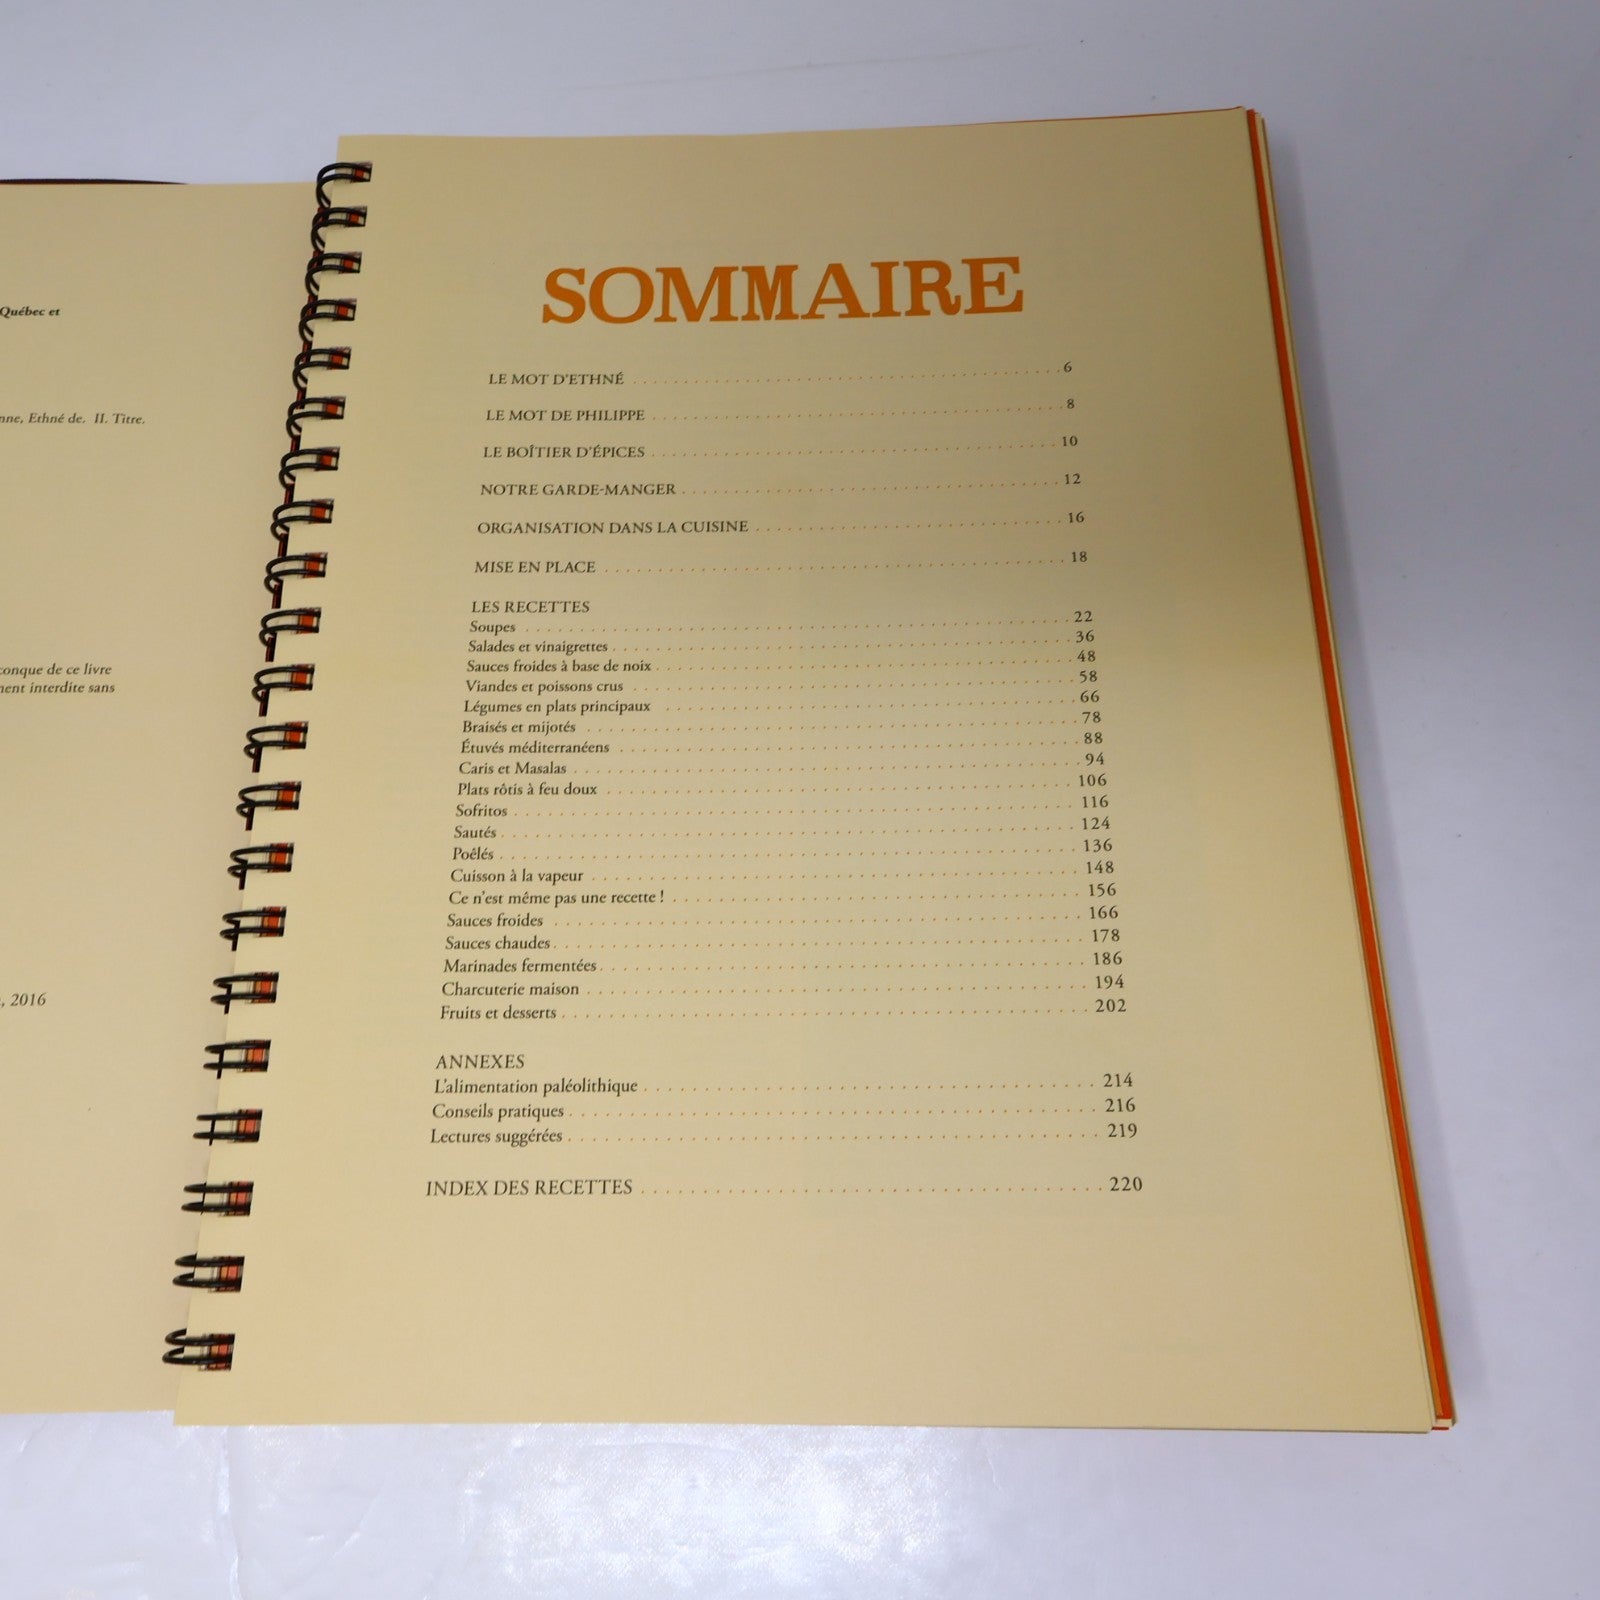 Québec et
Ethné de. II. Titre.
de ce livre
interdite sans
, 2016
SOMMAIRE
LE MOT D'ETHNÉ 6
LE MOT DE PHILIPPE 8
LE BOÎTIER D'ÉPICES 10
NOTRE GARDE-MANGER 12
ORGANISATION DANS LA CUISINE 16
MISE EN PLACE 18
LES RECETTES
Soupes 22
Salades et vinaigrettes 36
Sauces froides à base de noix 48
Viandes et poissons crus 58
Légumes en plats principaux 66
Braisés et mijotés 78
Étuvés méditerranéens 88
Caris et Masalas 94
Plats rôtis à feu doux 106
Sofritos 116
Sautés 124
Poêlés 136
Cuisson à la vapeur 148
Ce n'est même pas une recette ! 156
Sauces froides 166
Sauces chaudes 178
Marinades fermentées 186
Charcuterie maison 194
Fruits et desserts 202
ANNEXES
L'alimentation paléolithique 214
Conseils pratiques 216
Lectures suggérées 219
INDEX DES RECETTES 220